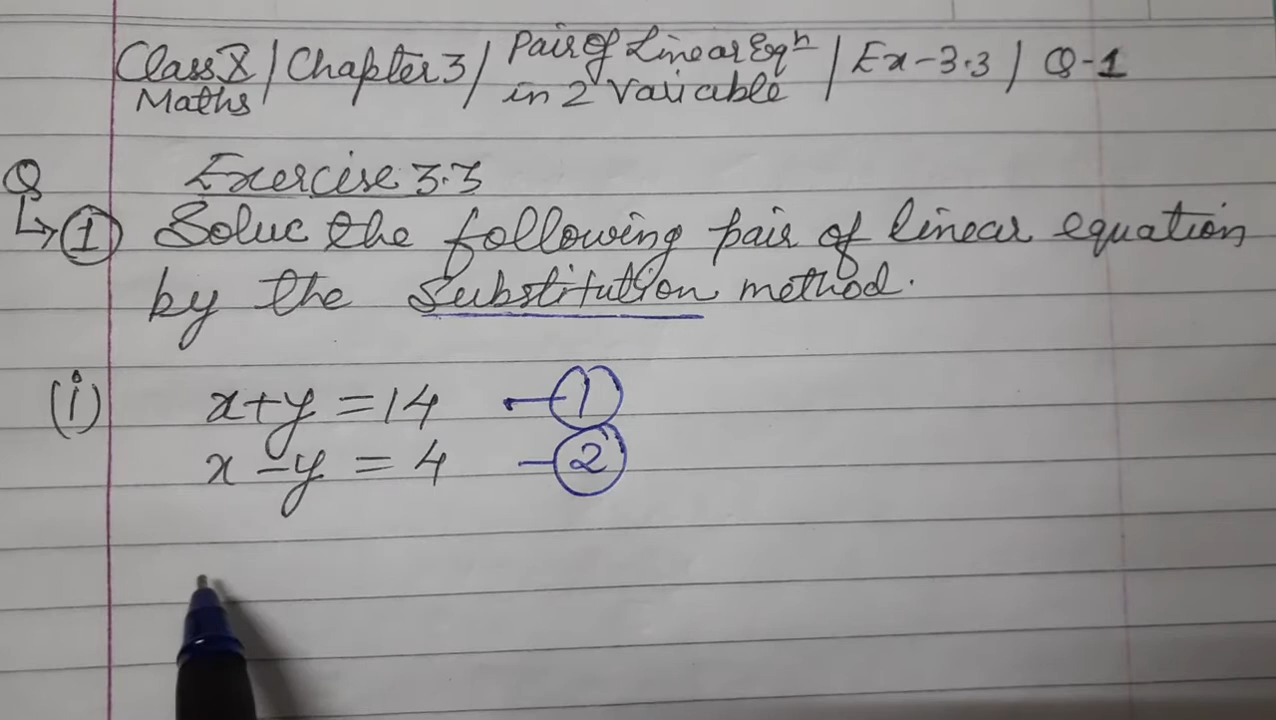 Class X | Chapter 3 | Pair Of Linear Eqⁿ | Ex-3.3 | Q-1
Maths in 2 Variable
Exercise 3.3
Q
① Solve the following pair of linear equation
by the Substitution method.
(i) x+y = 14 — ①
x-y = 4 — ②